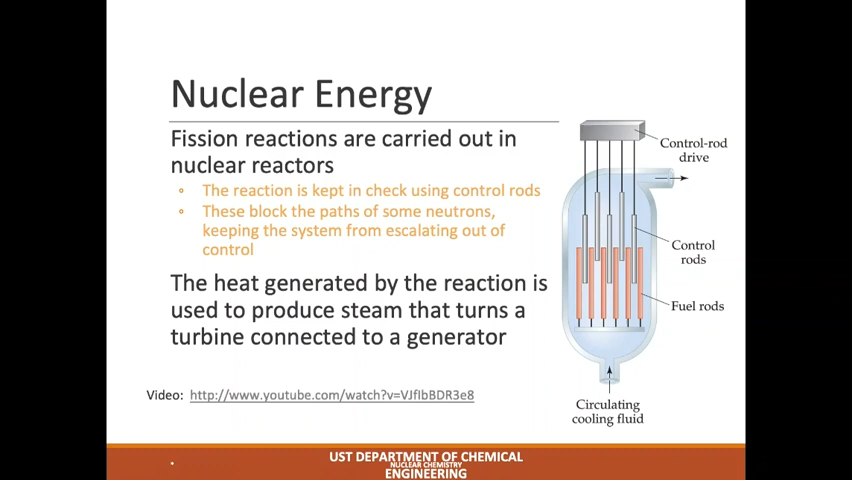 Nuclear Energy
Fission reactions are carried out in
nuclear reactors
◦ The reaction is kept in check using control rods
◦ These block the paths of some neutrons,
keeping the system from escalating out of
control
The heat generated by the reaction is
used to produce steam that turns a
turbine connected to a generator
Video: http://www.youtube.com/watch?v=VJfIbBDR3e8
Control-rod
drive
Control
rods
Fuel rods
Circulating
cooling fluid
UST DEPARTMENT OF CHEMICAL
NUCLEAR CHEMISTRY
ENGINEERING